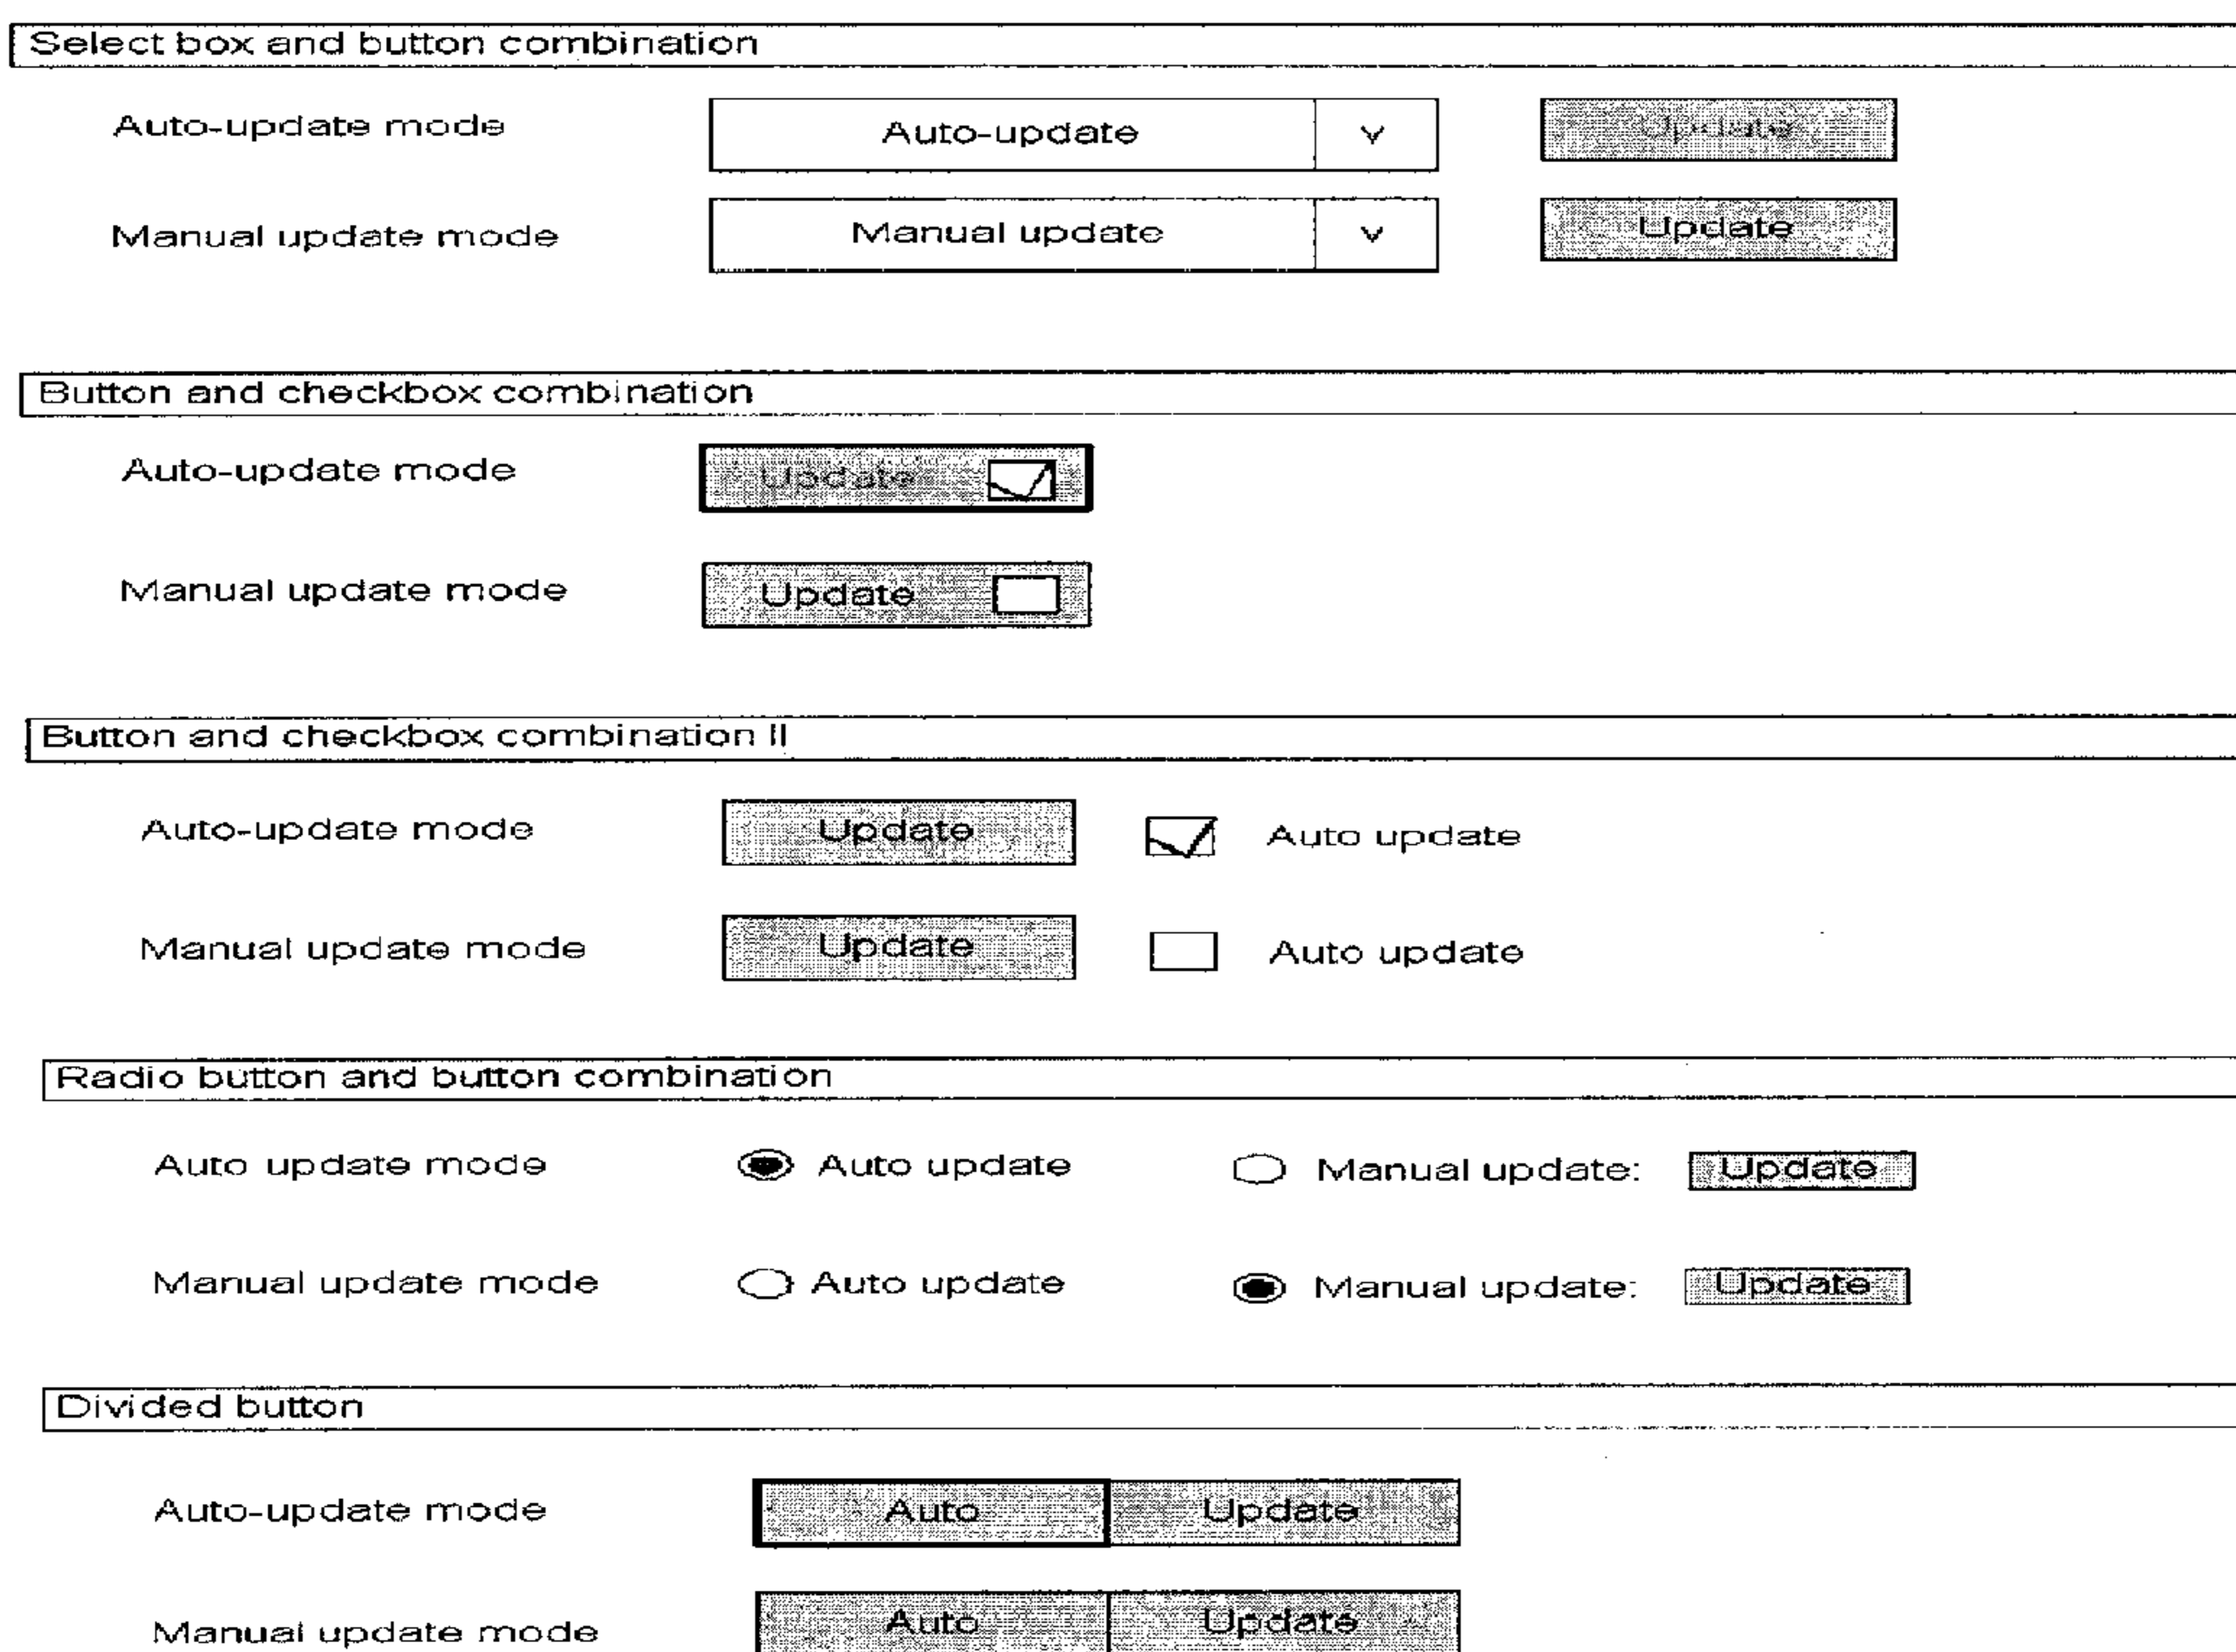 Select box and button combination
Auto-update mode Auto-update v Update
Manual update mode Manual update v Update
Button and checkbox combination
Auto-update mode Update
Manual update mode Update
Button and checkbox combination II
Auto-update mode Update Auto update
Manual update mode Update Auto update
Radio button and button combination
Auto update mode Auto update Manual update: Update
Manual update mode Auto update Manual update: Update
Divided button
Auto-update mode Auto Update
Manual update mode Auto Update